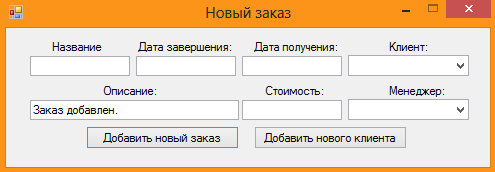 Новый заказ
Название Дата завершения: Дата получения: Клиент:
Описание: Стоимость: Менеджер:
Заказ добавлен.
Добавить новый заказ Добавить нового клиента